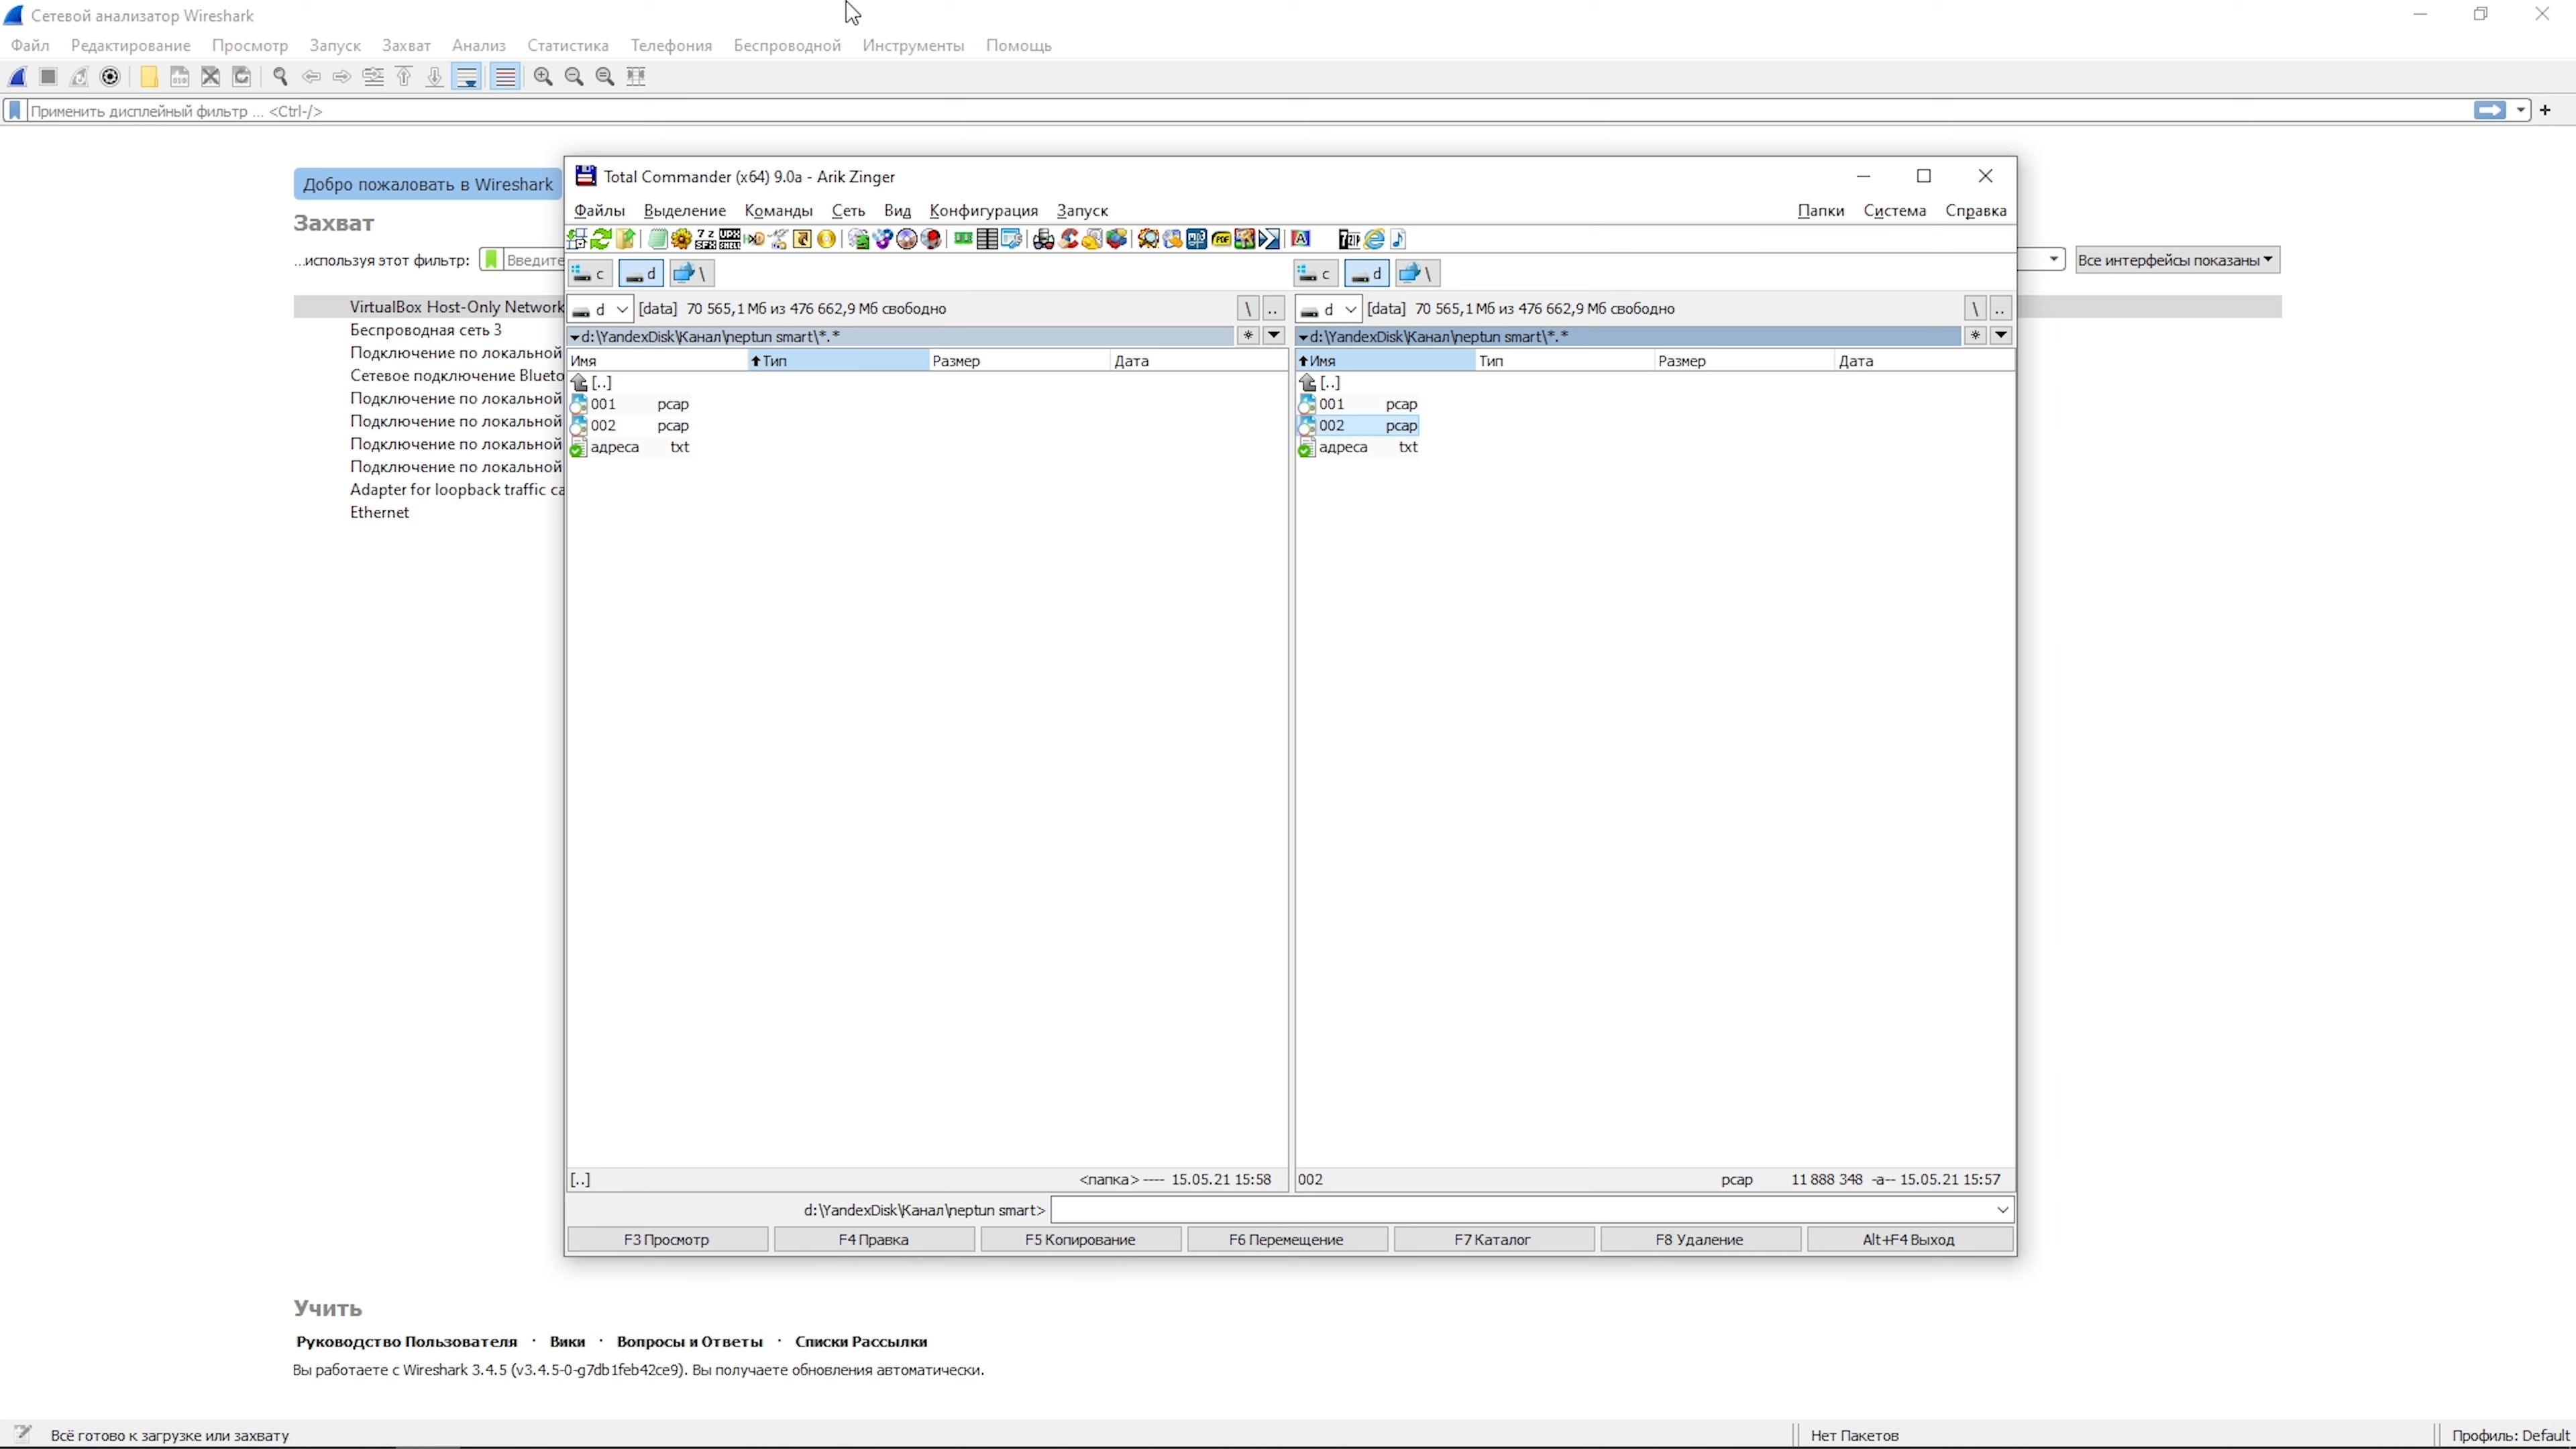 Сетевой анализатор Wireshark
Файл Редактирование Просмотр Запуск Захват Анализ Статистика Телефония Беспроводной Инструменты Помощь
Применить дисплейный фильтр ... <Ctrl-/>
Добро пожаловать в Wireshark
Захват
...используя этот фильтр: Введите
Все интерфейсы показаны
VirtualBox Host-Only Network
Беспроводная сеть 3
Подключение по локальной
Сетевое подключение Blueto
Подключение по локальной
Подключение по локальной
Подключение по локальной
Подключение по локальной
Adapter for loopback traffic ca
Ethernet
Total Commander (x64) 9.0a - Arik Zinger
Файлы Выделение Команды Сеть Вид Конфигурация Запуск Папки Система Справка
c d \ c d \
d [data] 70 565,1 Мб из 476 662,9 Мб свободно \ .. d [data] 70 565,1 Мб из 476 662,9 Мб свободно \ ..
d:\YandexDisk\Канал\neptun smart\*.* * d:\YandexDisk\Канал\neptun smart\*.* *
Имя Тип Размер Дата Имя Тип Размер Дата
[..] [..]
001 pcap 001 pcap
002 pcap 002 pcap
адреса txt адреса txt
[..] <папка> ---- 15.05.21 15:58 002 pcap 11 888 348 -a-- 15.05.21 15:57
d:\YandexDisk\Канал\neptun smart>
F3 Просмотр F4 Правка F5 Копирование F6 Перемещение F7 Каталог F8 Удаление Alt+F4 Выход
Учить
Руководство Пользователя · Вики · Вопросы и Ответы · Списки Рассылки
Вы работаете с Wireshark 3.4.5 (v3.4.5-0-g7db1feb42ce9). Вы получаете обновления автоматически.
Всё готово к загрузке или захвату Нет Пакетов Профиль: Default